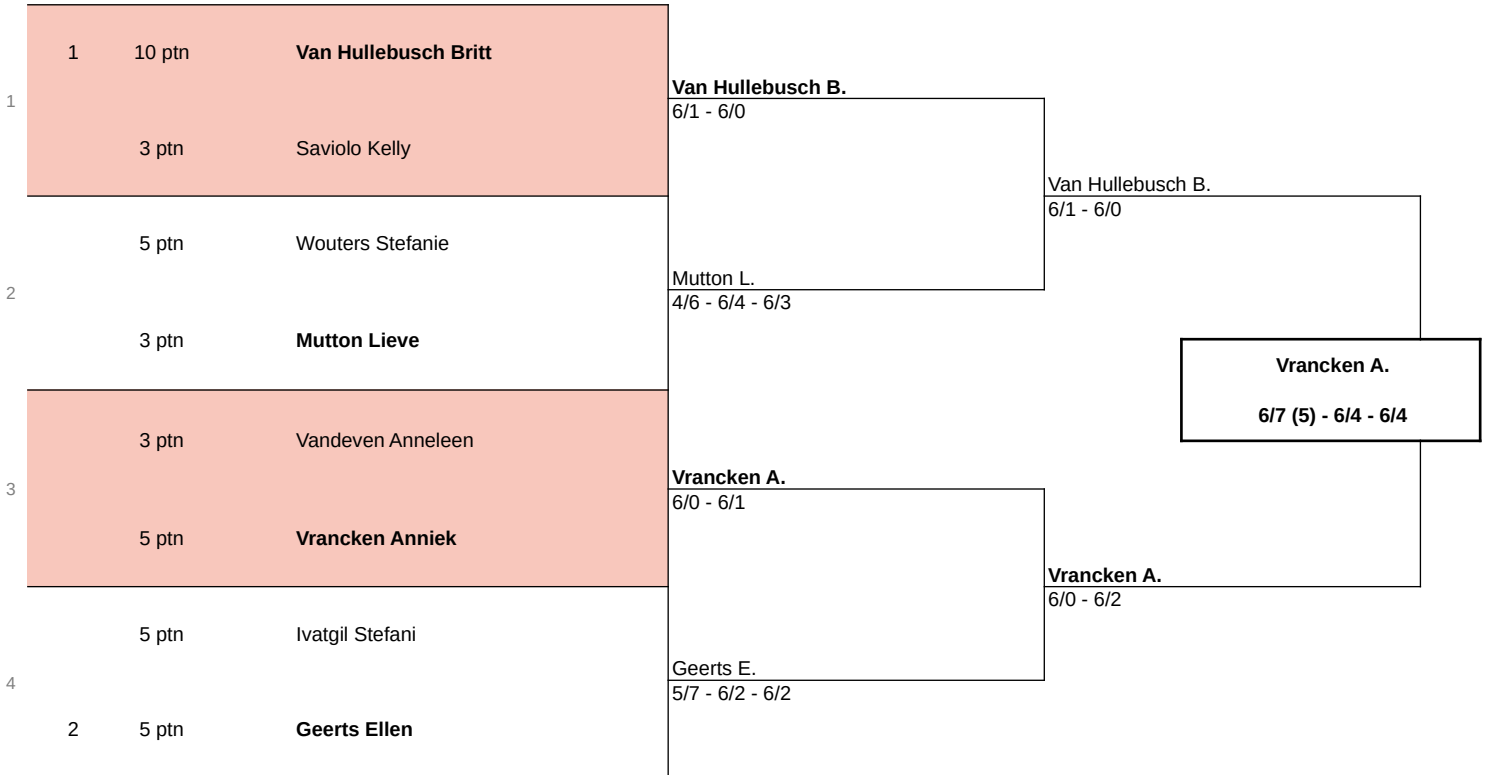 1 10 ptn Van Hullebusch Britt
Van Hullebusch B.
1
6/1 - 6/0
3 ptn Saviolo Kelly
Van Hullebusch B.
6/1 - 6/0
5 ptn Wouters Stefanie
Mutton L.
2
4/6 - 6/4 - 6/3
3 ptn Mutton Lieve
Vrancken A.
6/7 (5) - 6/4 - 6/4
3 ptn Vandeven Anneleen
Vrancken A.
3
6/0 - 6/1
5 ptn Vrancken Anniek
Vrancken A.
6/0 - 6/2
5 ptn Ivatgil Stefani
Geerts E.
4
5/7 - 6/2 - 6/2
2 5 ptn Geerts Ellen